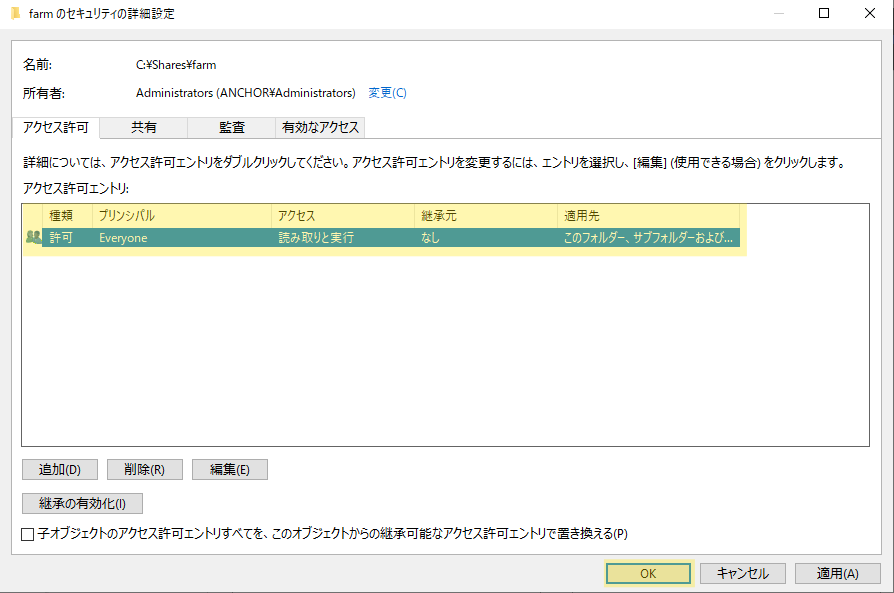 farm のセキュリティの詳細設定
名前: C:¥Shares¥farm
所有者: Administrators (ANCHOR¥Administrators) 変更(C)
アクセス許可 共有 監査 有効なアクセス
詳細については、アクセス許可エントリをダブルクリックしてください。アクセス許可エントリを変更するには、エントリを選択し、[編集] (使用できる場合) をクリックします。
アクセス許可エントリ:
種類 プリンシパル アクセス 継承元 適用先
許可 Everyone 読み取りと実行 なし このフォルダー、サブフォルダーおよび...
追加(D) 削除(R) 編集(E)
継承の有効化(I)
子オブジェクトのアクセス許可エントリすべてを、このオブジェクトからの継承可能なアクセス許可エントリで置き換える(P)
OK キャンセル 適用(A)